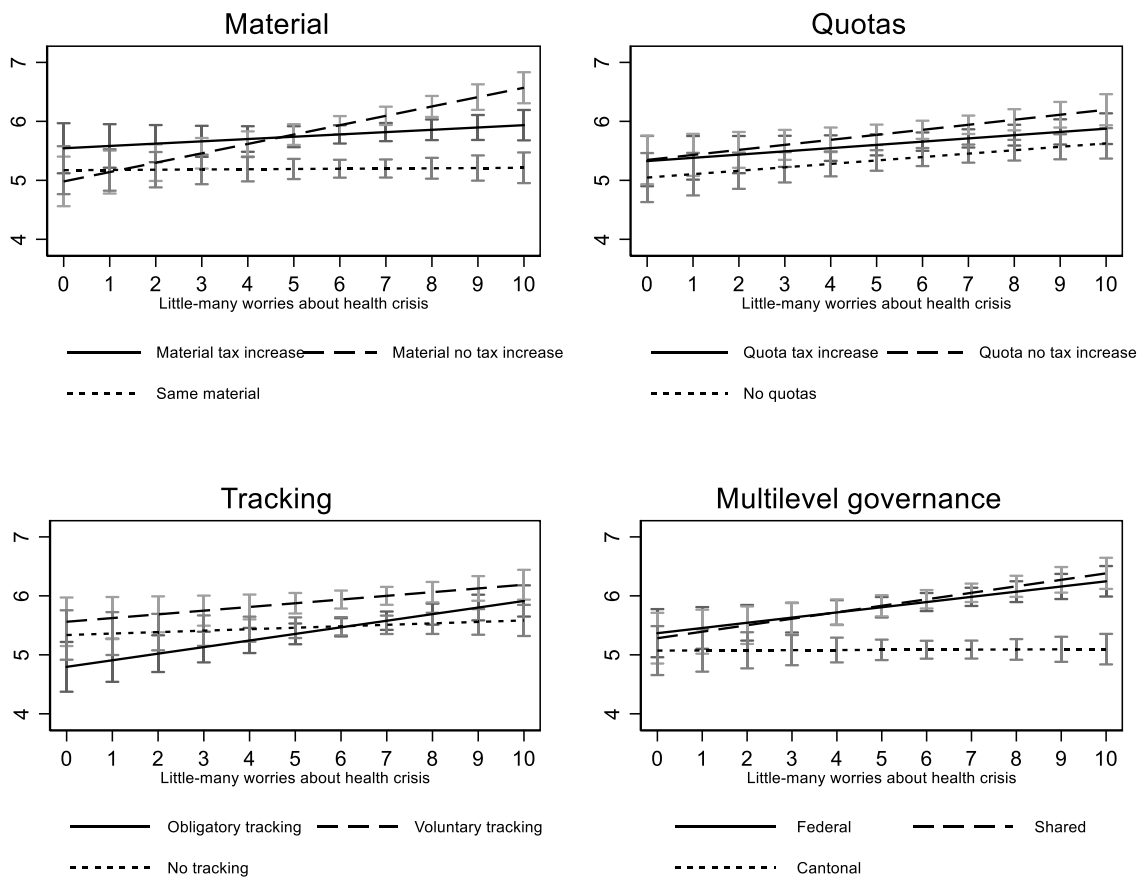 Material
7
6
5
4
0 1 2 3 4 5 6 7 8 9 10
Little-many worries about health crisis
Material tax increase
Material no tax increase
Same material
Quotas
7
6
5
4
0 1 2 3 4 5 6 7 8 9 10
Little-many worries about health crisis
Quota tax increase
Quota no tax increase
No quotas
Tracking
7
6
5
4
0 1 2 3 4 5 6 7 8 9 10
Little-many worries about health crisis
Obligatory tracking
Voluntary tracking
No tracking
Multilevel governance
7
6
5
4
0 1 2 3 4 5 6 7 8 9 10
Little-many worries about health crisis
Federal
Shared
Cantonal